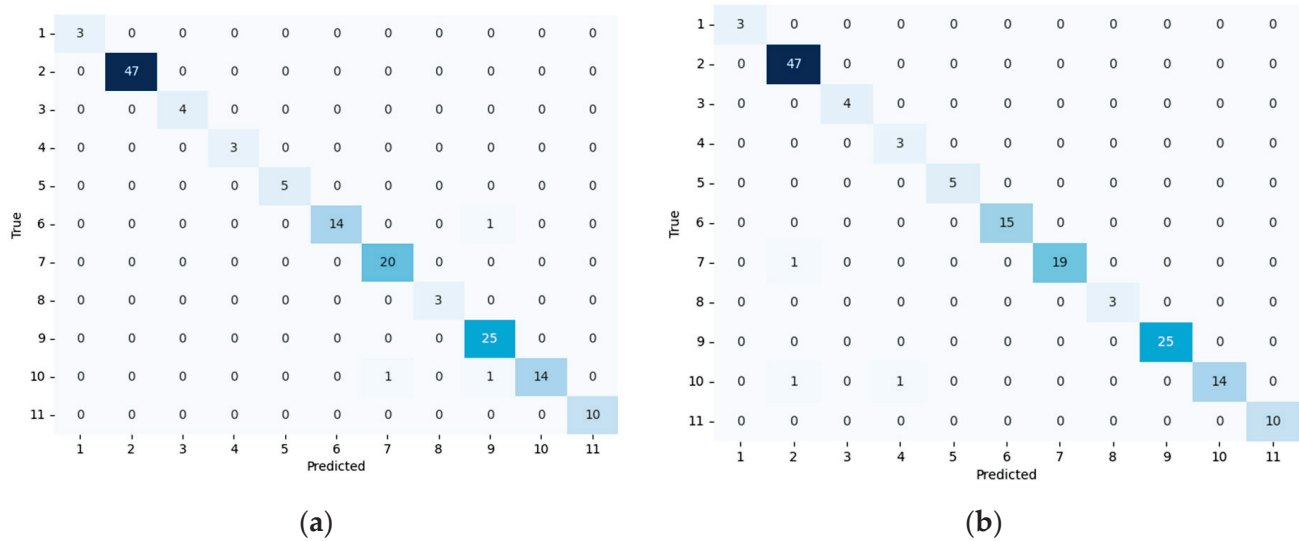 1 - 3 0 0 0 0 0 0 0 0 0 0
2 - 0 47 0 0 0 0 0 0 0 0 0
3 - 0 0 4 0 0 0 0 0 0 0 0
4 - 0 0 0 3 0 0 0 0 0 0 0
5 - 0 0 0 0 5 0 0 0 0 0 0
6 - 0 0 0 0 0 14 0 0 1 0 0
7 - 0 0 0 0 0 0 20 0 0 0 0
8 - 0 0 0 0 0 0 0 3 0 0 0
9 - 0 0 0 0 0 0 0 0 25 0 0
10 - 0 0 0 0 0 0 1 0 1 14 0
11 - 0 0 0 0 0 0 0 0 0 0 10
True
1 2 3 4 5 6 7 8 9 10 11
Predicted
(a)
1 - 3 0 0 0 0 0 0 0 0 0 0
2 - 0 47 0 0 0 0 0 0 0 0 0
3 - 0 0 4 0 0 0 0 0 0 0 0
4 - 0 0 0 3 0 0 0 0 0 0 0
5 - 0 0 0 0 5 0 0 0 0 0 0
6 - 0 0 0 0 0 15 0 0 0 0 0
7 - 0 1 0 0 0 0 19 0 0 0 0
8 - 0 0 0 0 0 0 0 3 0 0 0
9 - 0 0 0 0 0 0 0 0 25 0 0
10 - 0 1 0 1 0 0 0 0 0 14 0
11 - 0 0 0 0 0 0 0 0 0 0 10
True
1 2 3 4 5 6 7 8 9 10 11
Predicted
(b)